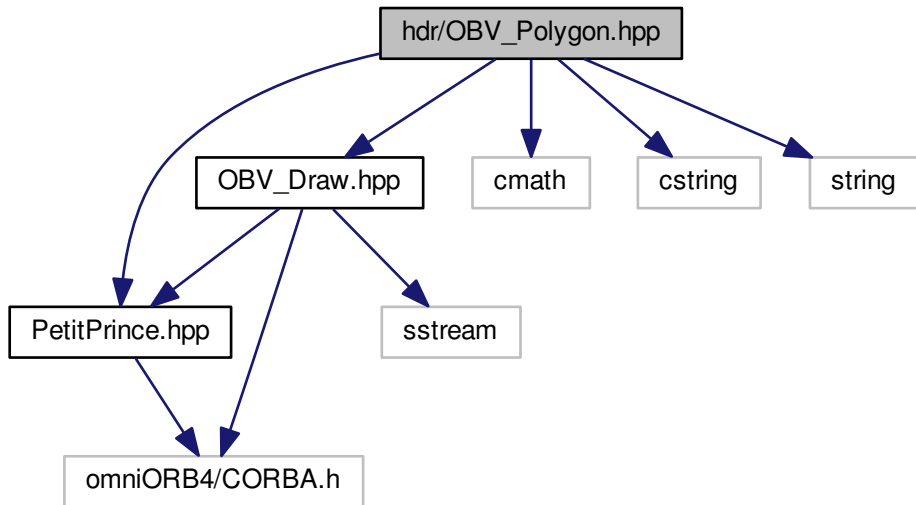 hdr/OBV_Polygon.hpp
OBV_Draw.hpp
cmath
cstring
string
PetitPrince.hpp
sstream
omniORB4/CORBA.h